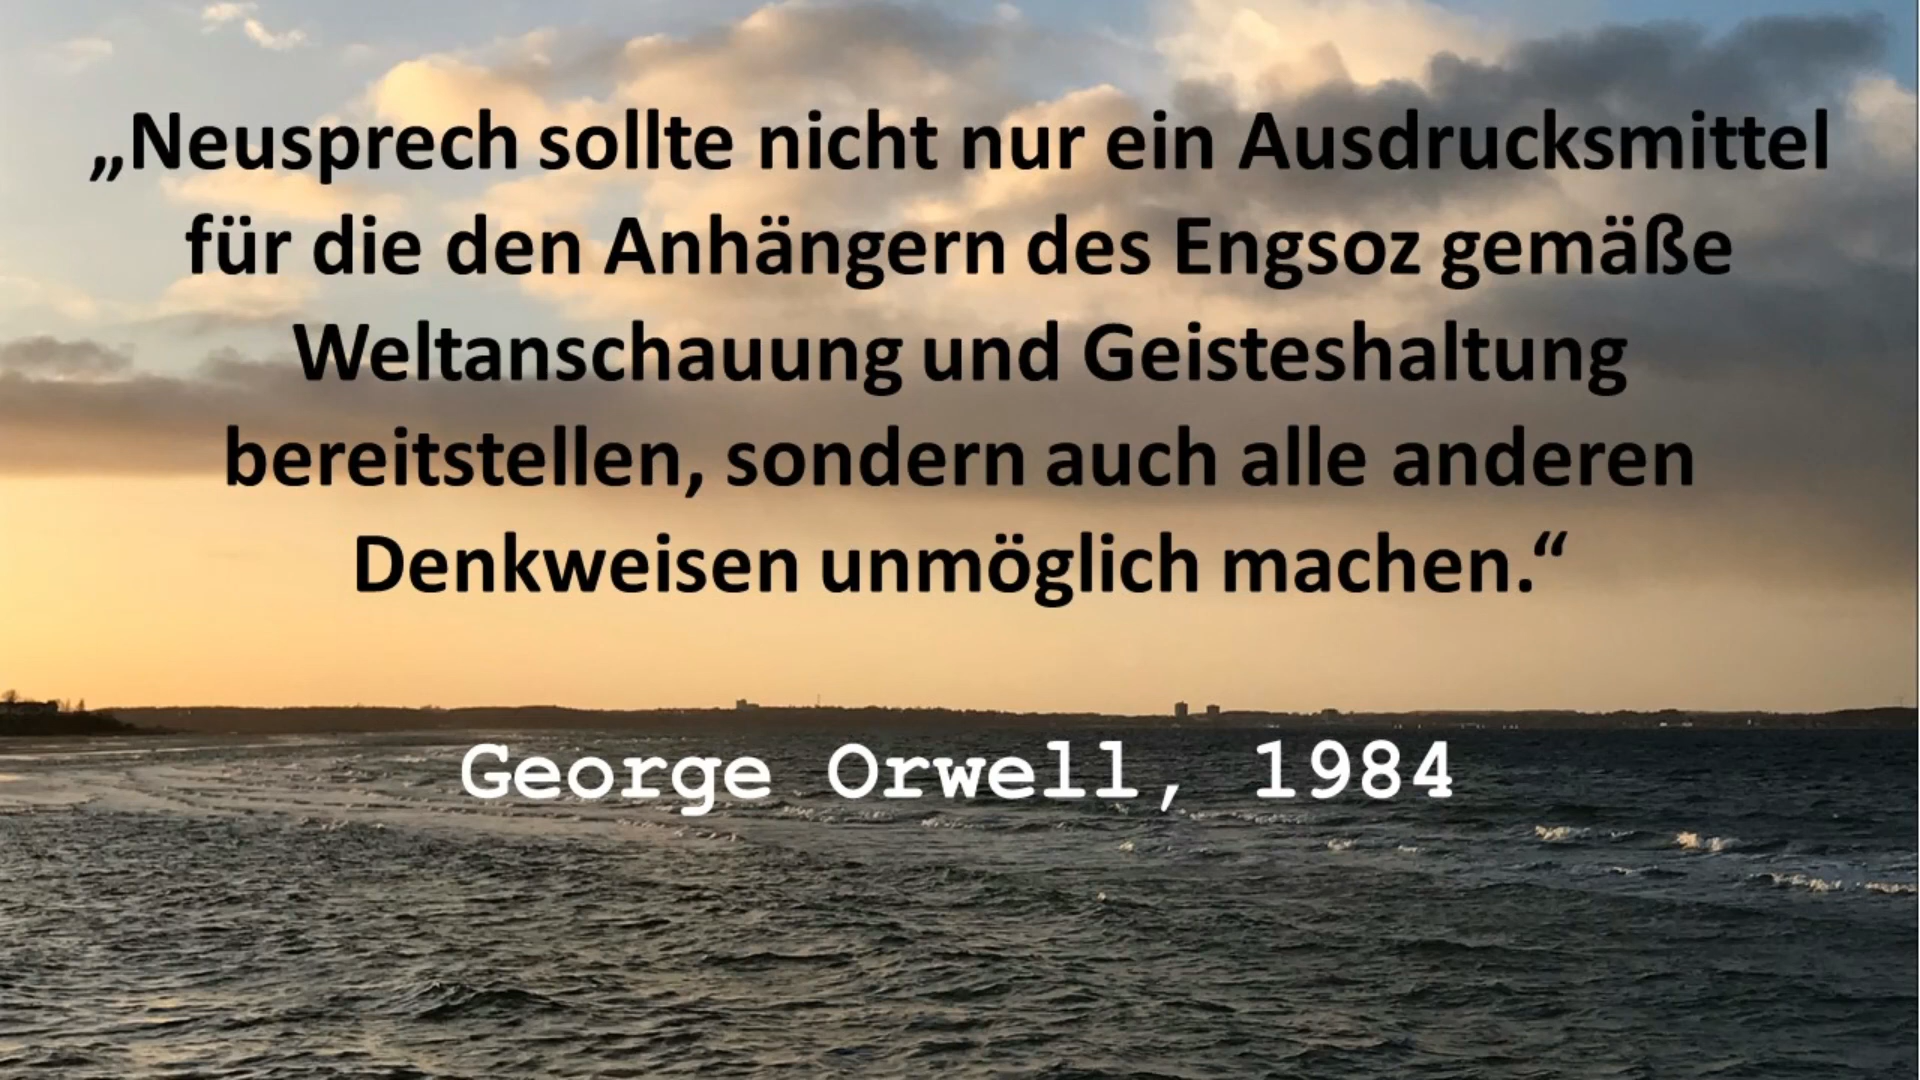 „Neusprech sollte nicht nur ein Ausdrucksmittel
für die den Anhängern des Engsoz gemäße
Weltanschauung und Geisteshaltung
bereitstellen, sondern auch alle anderen
Denkweisen unmöglich machen.“
George Orwell, 1984